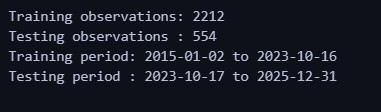 Training observations: 2212
Testing observations : 554
Training period: 2015-01-02 to 2023-10-16
Testing period : 2023-10-17 to 2025-12-31